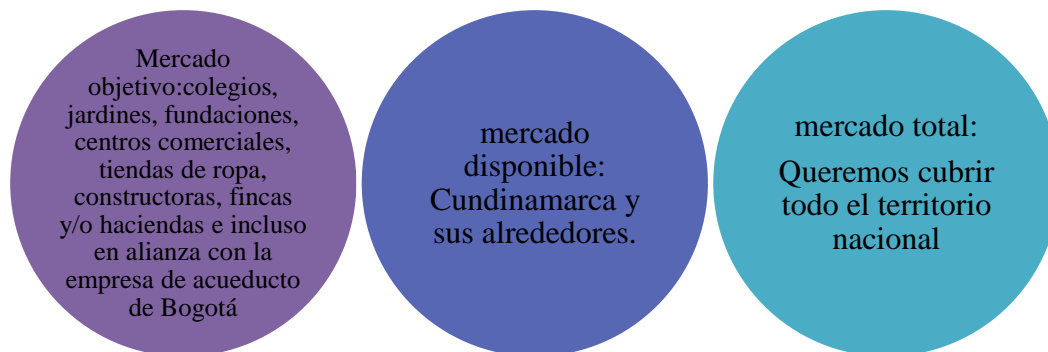 Mercado
objetivo:colegios,
jardines, fundaciones,
centros comerciales,
tiendas de ropa,
constructoras, fincas
y/o haciendas e incluso
en alianza con la
empresa de acueducto
de Bogotá
mercado
disponible:
Cundinamarca y
sus alrededores.
mercado total:
Queremos cubrir
todo el territorio
nacional